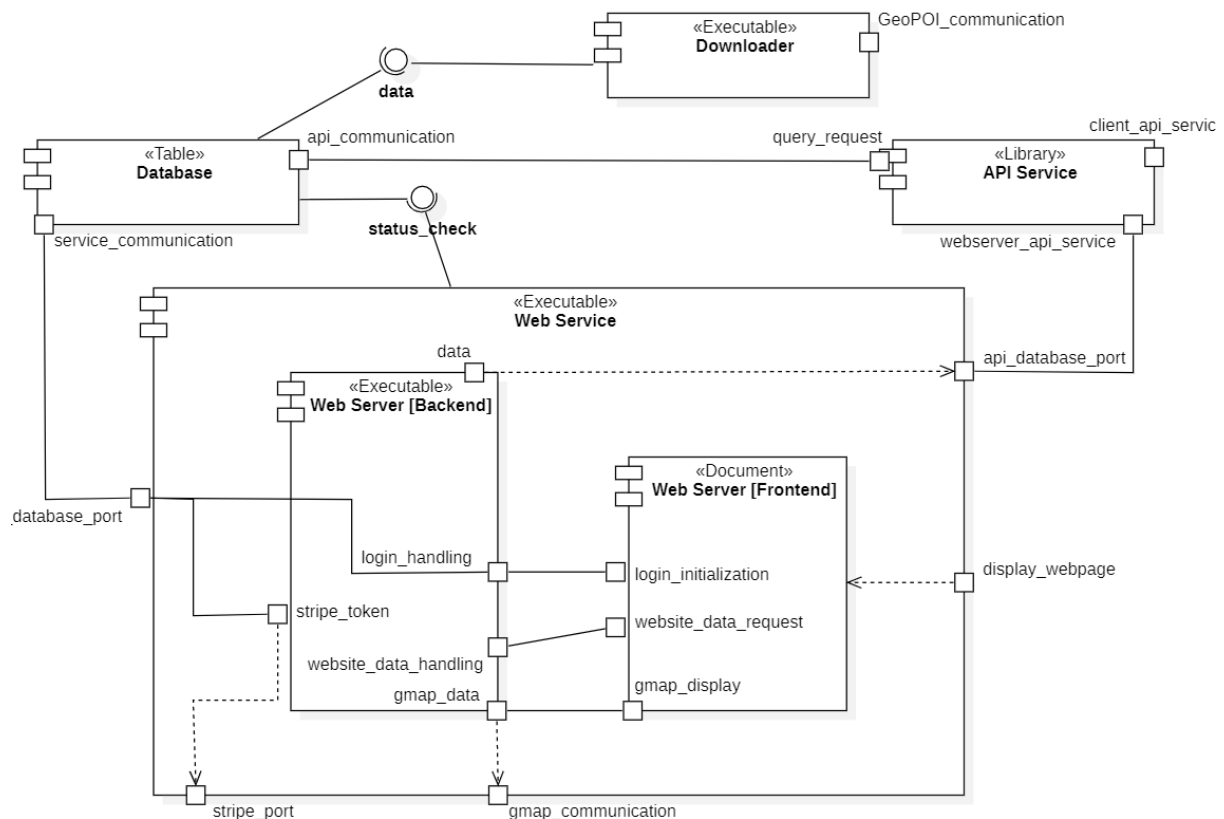 GeoPOI_communication
«Executable»
Downloader
data
api_communication
query_request
client_api_servic
«Table»
Database
«Library»
API Service
status_check
service_communication
webserver_api_service
«Executable»
Web Service
data
api_database_port
«Executable»
Web Server [Backend]
«Document»
Web Server [Frontend]
_database_port
login_handling
login_initialization
display_webpage
stripe_token
website_data_request
website_data_handling
gmap_data
gmap_display
stripe_port
gmap_communication